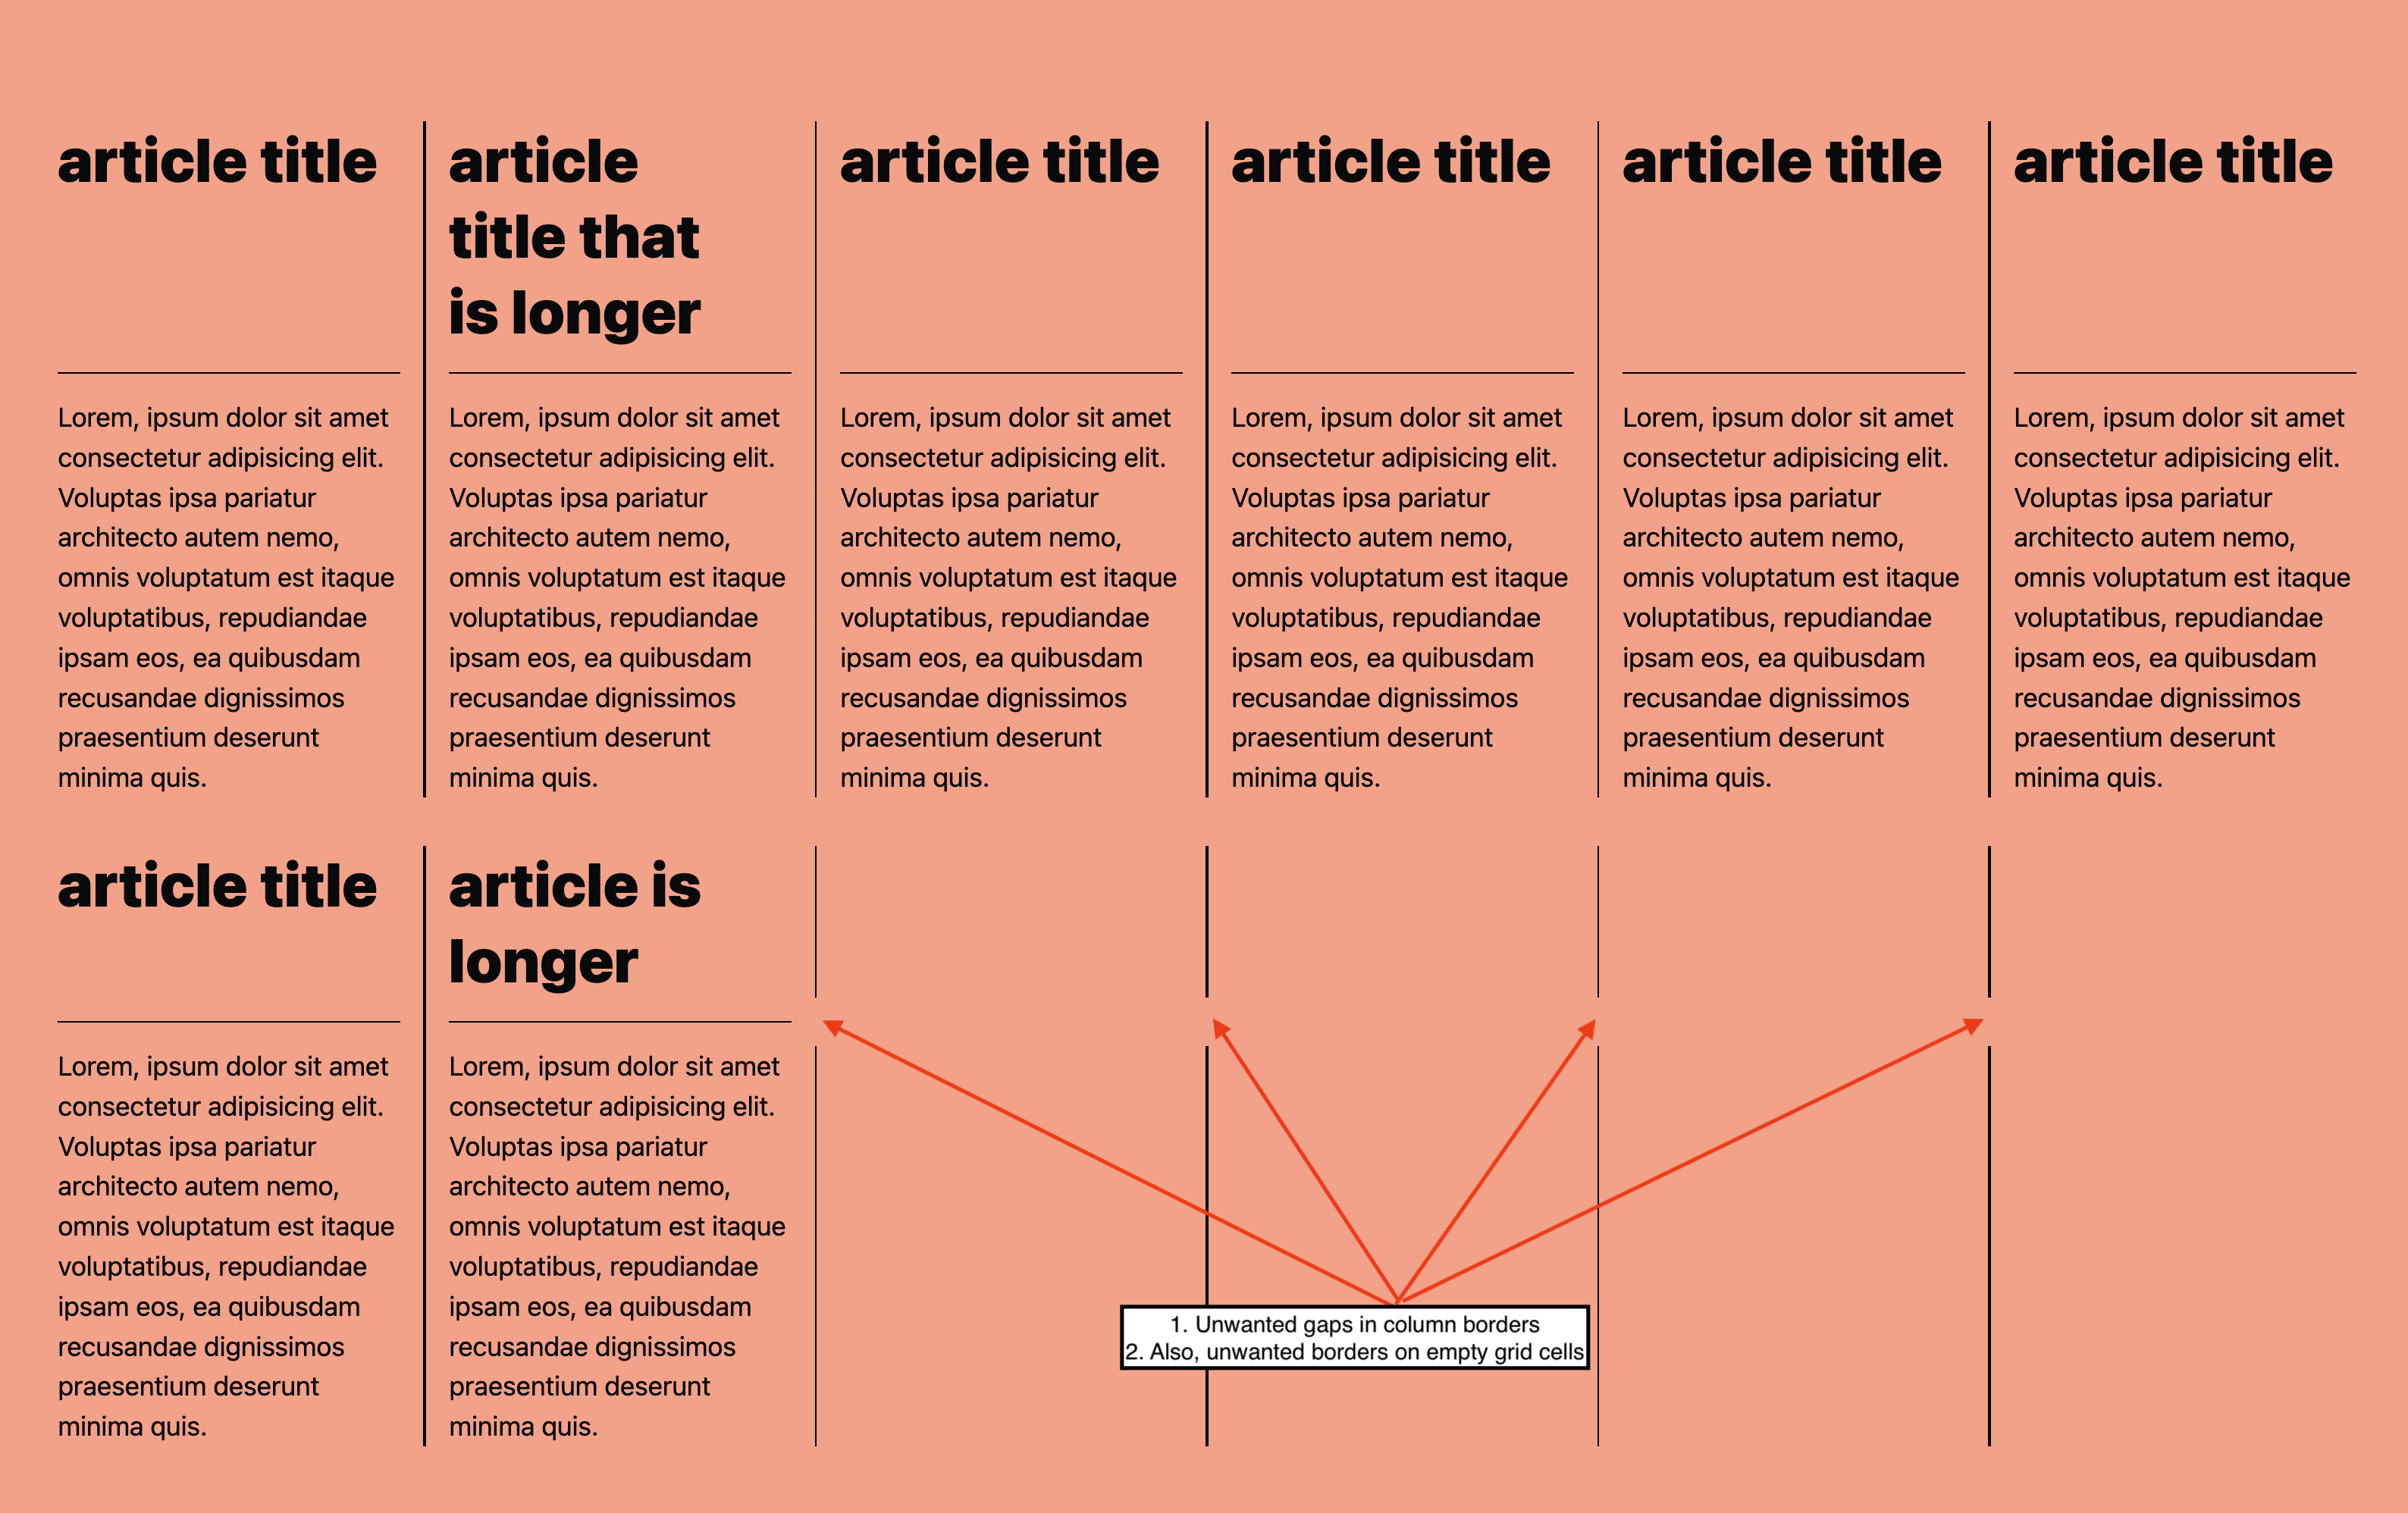 article title
article
title that
is longer
article title
article title
article title
article title
Lorem, ipsum dolor sit amet
consectetur adipisicing elit.
Voluptas ipsa pariatur
architecto autem nemo,
omnis voluptatum est itaque
voluptatibus, repudiandae
ipsam eos, ea quibusdam
recusandae dignissimos
praesentium deserunt
minima quis.
Lorem, ipsum dolor sit amet
consectetur adipisicing elit.
Voluptas ipsa pariatur
architecto autem nemo,
omnis voluptatum est itaque
voluptatibus, repudiandae
ipsam eos, ea quibusdam
recusandae dignissimos
praesentium deserunt
minima quis.
Lorem, ipsum dolor sit amet
consectetur adipisicing elit.
Voluptas ipsa pariatur
architecto autem nemo,
omnis voluptatum est itaque
voluptatibus, repudiandae
ipsam eos, ea quibusdam
recusandae dignissimos
praesentium deserunt
minima quis.
Lorem, ipsum dolor sit amet
consectetur adipisicing elit.
Voluptas ipsa pariatur
architecto autem nemo,
omnis voluptatum est itaque
voluptatibus, repudiandae
ipsam eos, ea quibusdam
recusandae dignissimos
praesentium deserunt
minima quis.
Lorem, ipsum dolor sit amet
consectetur adipisicing elit.
Voluptas ipsa pariatur
architecto autem nemo,
omnis voluptatum est itaque
voluptatibus, repudiandae
ipsam eos, ea quibusdam
recusandae dignissimos
praesentium deserunt
minima quis.
Lorem, ipsum dolor sit amet
consectetur adipisicing elit.
Voluptas ipsa pariatur
architecto autem nemo,
omnis voluptatum est itaque
voluptatibus, repudiandae
ipsam eos, ea quibusdam
recusandae dignissimos
praesentium deserunt
minima quis.
article title
article is
longer
Lorem, ipsum dolor sit amet
consectetur adipisicing elit.
Voluptas ipsa pariatur
architecto autem nemo,
omnis voluptatum est itaque
voluptatibus, repudiandae
ipsam eos, ea quibusdam
recusandae dignissimos
praesentium deserunt
minima quis.
Lorem, ipsum dolor sit amet
consectetur adipisicing elit.
Voluptas ipsa pariatur
architecto autem nemo,
omnis voluptatum est itaque
voluptatibus, repudiandae
ipsam eos, ea quibusdam
recusandae dignissimos
praesentium deserunt
minima quis.
1. Unwanted gaps in column borders
2. Also, unwanted borders on empty grid cells